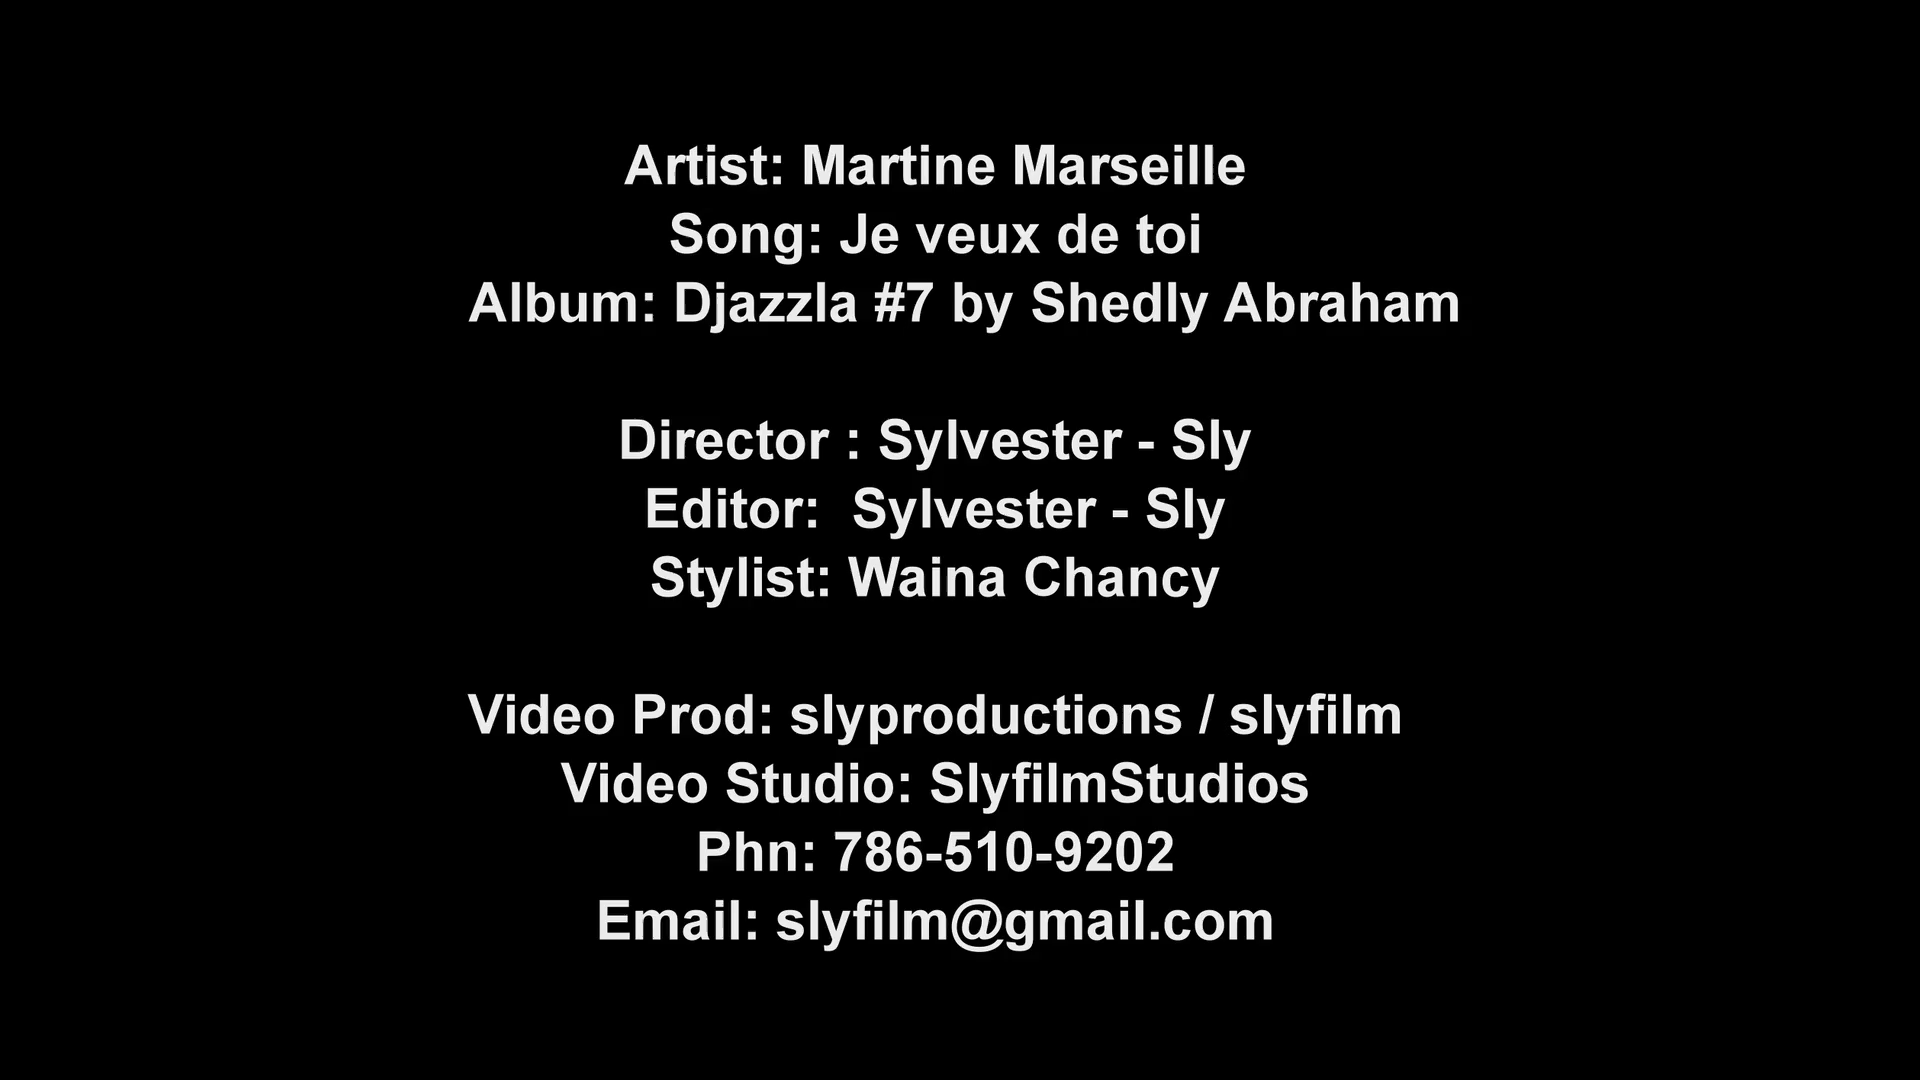 Artist: Martine Marseille
Song: Je veux de toi
Album: Djazzla #7 by Shedly Abraham
Director : Sylvester - Sly
Editor:  Sylvester - Sly
Stylist: Waina Chancy
Video Prod: slyproductions / slyfilm
Video Studio: SlyfilmStudios
Phn: 786-510-9202
Email: slyfilm@gmail.com